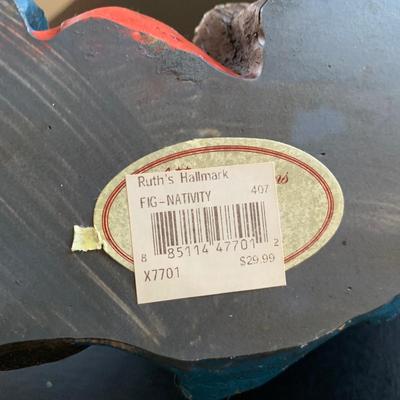 Ruth's Hallmark
407
FIG-NATIVITY
8 85114 47701 2
X7701
$29.99